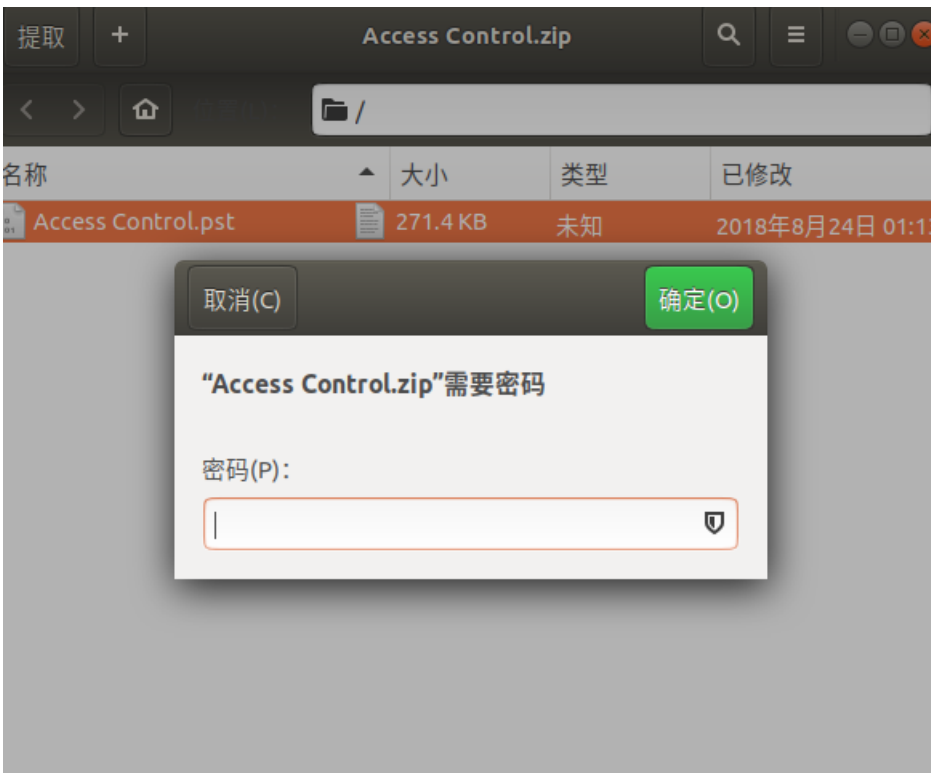 提取 + Access Control.zip
/
名称 大小 类型 已修改
Access Control.pst 271.4 KB 未知 2018年8月24日 01:1
取消(C) 确定(O)
“Access Control.zip”需要密码
密码(P)：